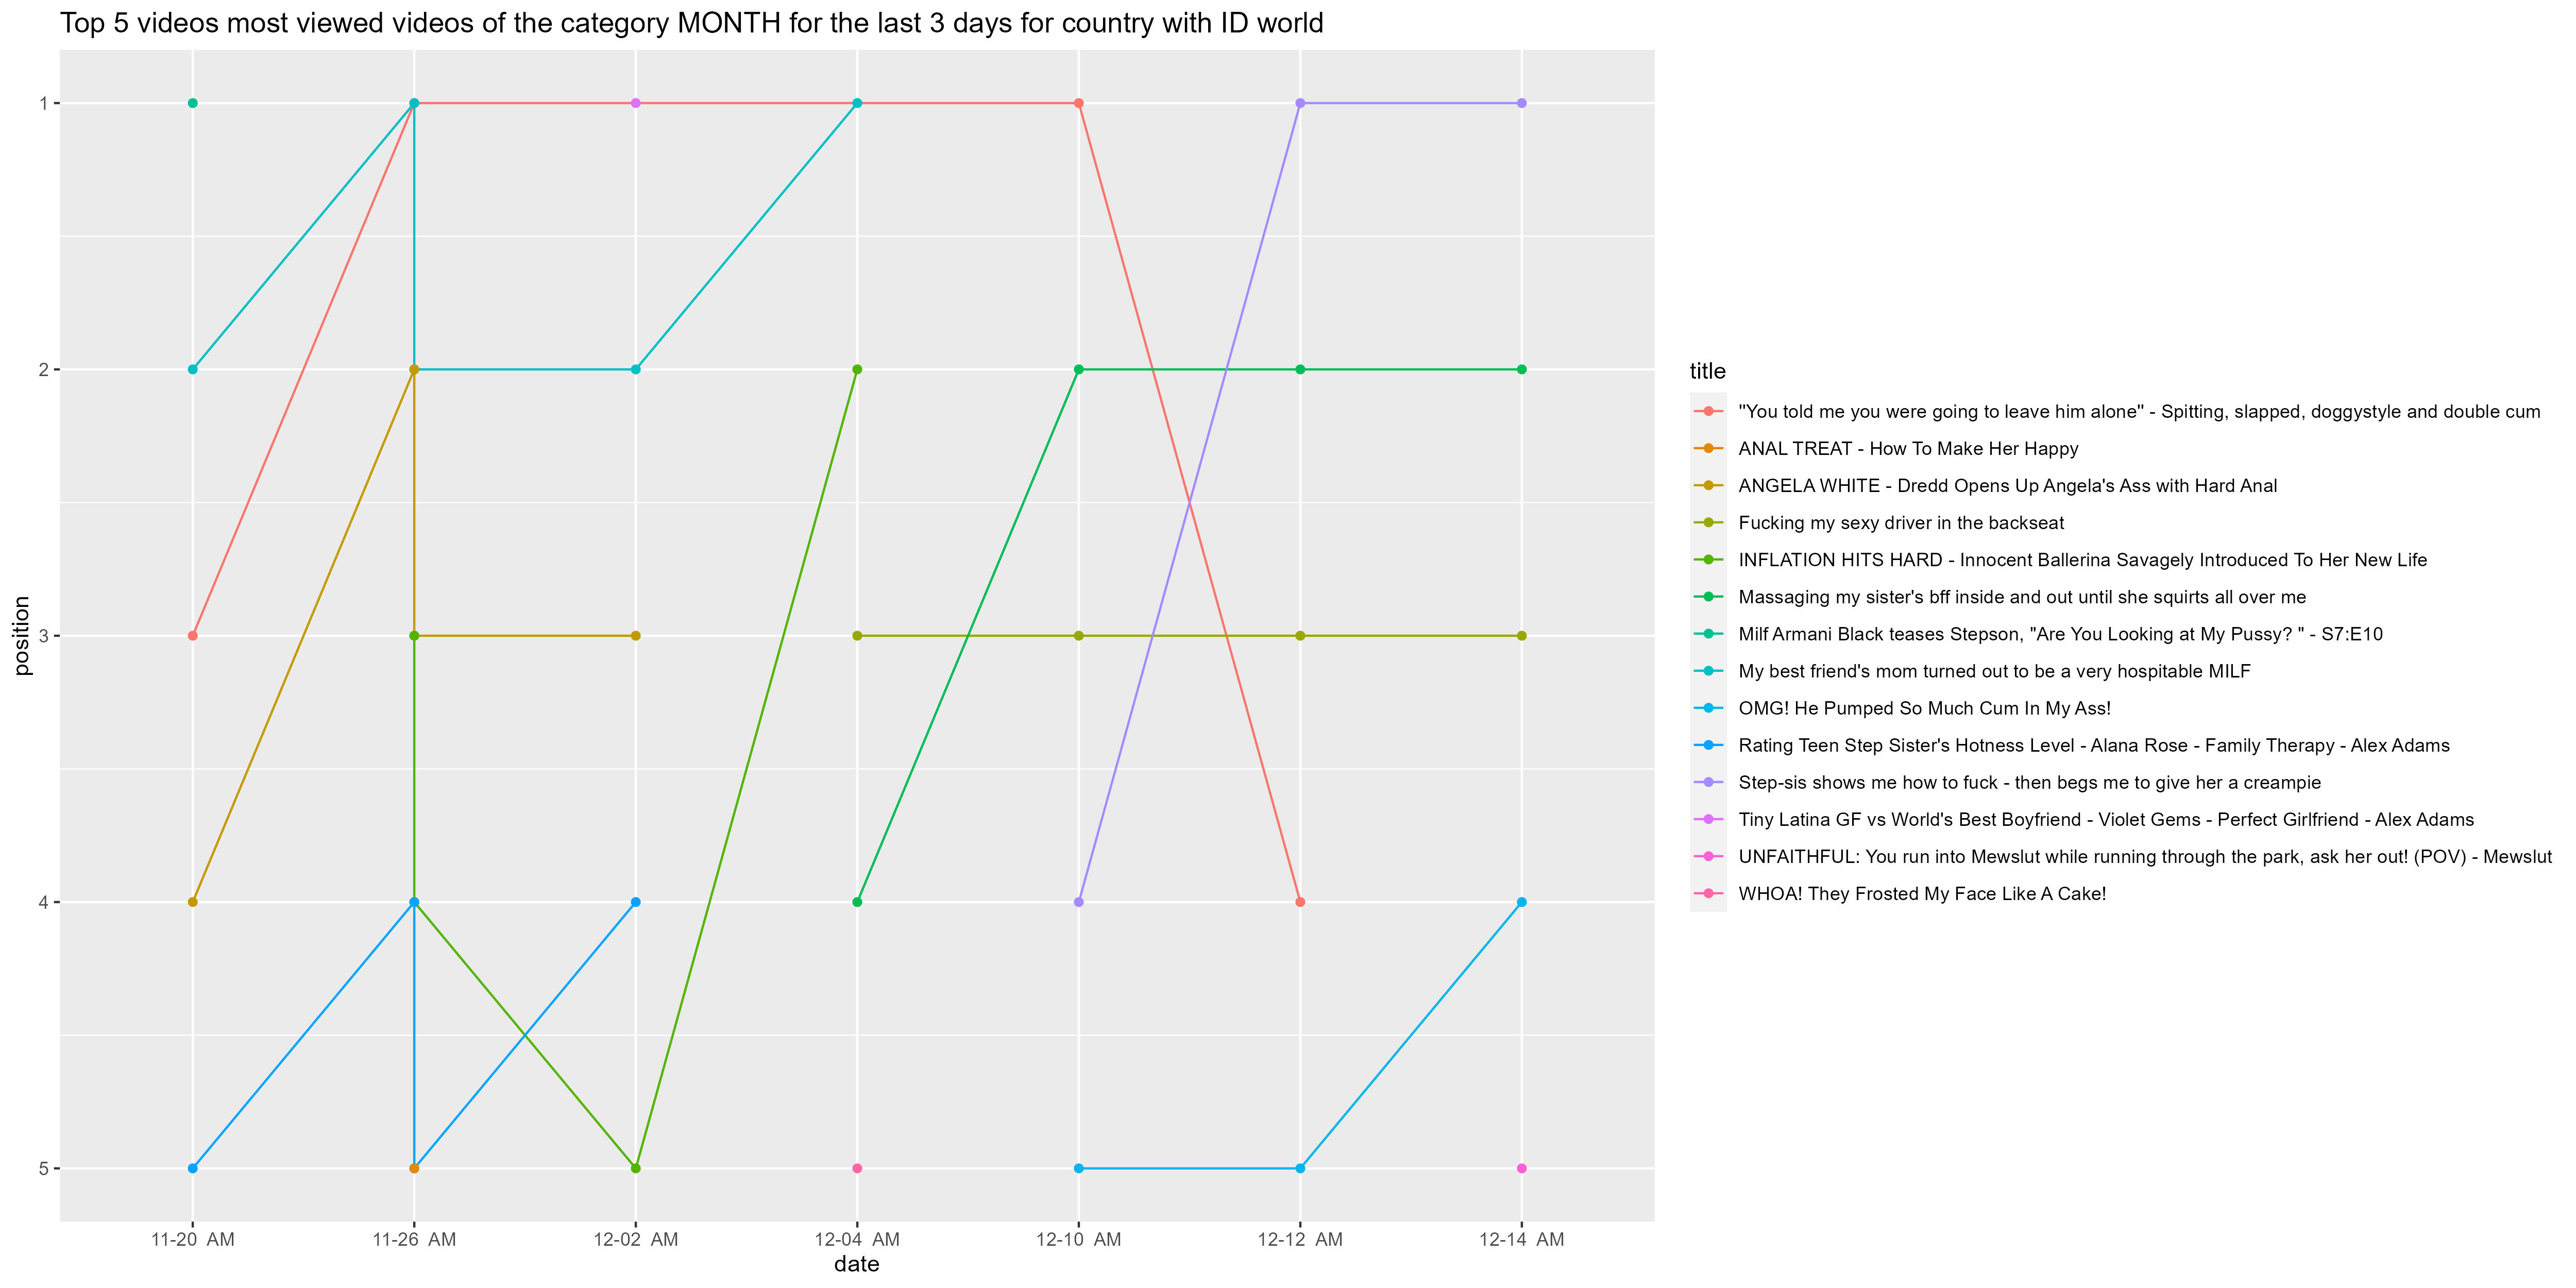 Top 5 videos most viewed videos of the category MONTH for the last 3 days for country with ID world
position
1
2
3
4
5
11-20 AM
11-26 AM
12-02 AM
12-04 AM
12-10 AM
12-12 AM
12-14 AM
date
title
"You told me you were going to leave him alone" - Spitting, slapped, doggystyle and double cum
ANAL TREAT - How To Make Her Happy
ANGELA WHITE - Dredd Opens Up Angela's Ass with Hard Anal
Fucking my sexy driver in the backseat
INFLATION HITS HARD - Innocent Ballerina Savagely Introduced To Her New Life
Massaging my sister's bff inside and out until she squirts all over me
Milf Armani Black teases Stepson, "Are You Looking at My Pussy? " - S7:E10
My best friend's mom turned out to be a very hospitable MILF
OMG! He Pumped So Much Cum In My Ass!
Rating Teen Step Sister's Hotness Level - Alana Rose - Family Therapy - Alex Adams
Step-sis shows me how to fuck - then begs me to give her a creampie
Tiny Latina GF vs World's Best Boyfriend - Violet Gems - Perfect Girlfriend - Alex Adams
UNFAITHFUL: You run into Mewslut while running through the park, ask her out! (POV) - Mewslut
WHOA! They Frosted My Face Like A Cake!